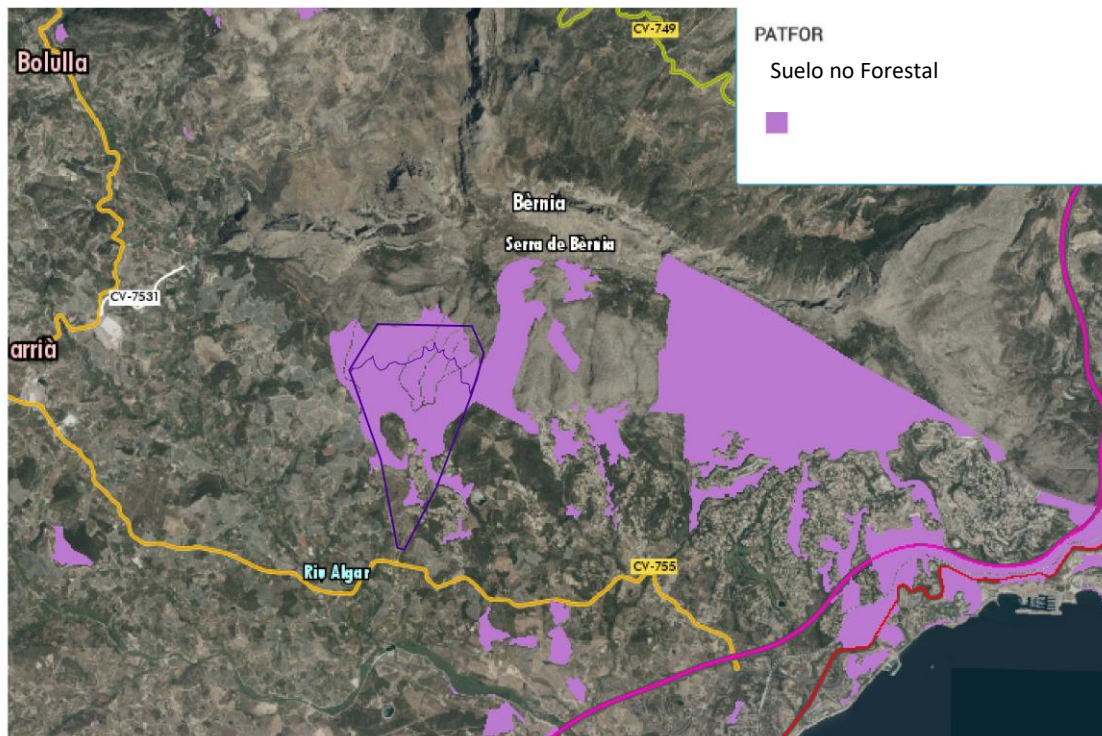 CV-749
PATFOR
Suelo no Forestal
Bolulla
Bèrnia
Serra de Bèrnia
CV-7531
arrià
CV-755
Riu Algar